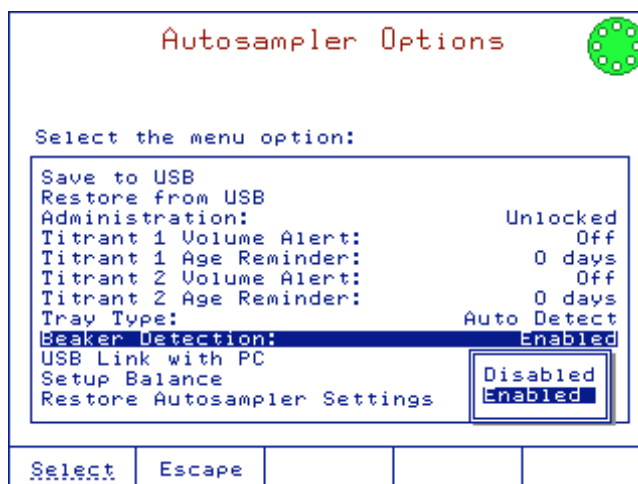 Autosampler Options
Select the menu option:
Save to USB
Restore from USB
Administration: Unlocked
Titrant 1 Volume Alert: Off
Titrant 1 Age Reminder: 0 days
Titrant 2 Volume Alert: Off
Titrant 2 Age Reminder: 0 days
Tray Type: Auto Detect
Beaker Detection: Enabled
USB Link with PC
Setup Balance
Restore Autosampler Settings
Disabled
Enabled
Select Escape